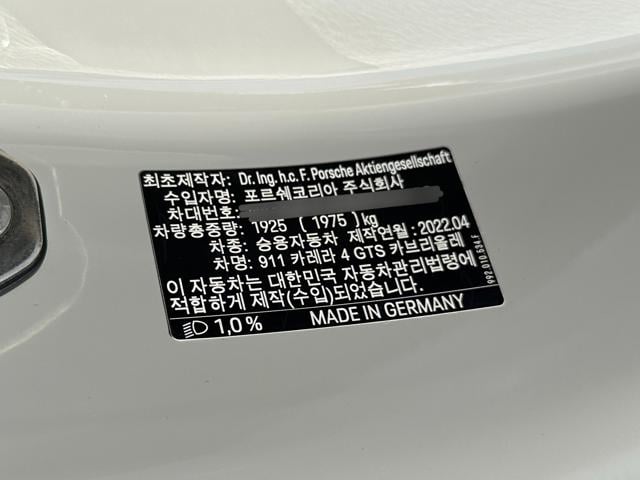 최초제작자: Dr. Ing. h.c. F. Porsche Aktiengesellschaft
수입자명: 포르쉐코리아 주식회사
차대번호:
차량총중량: 1925 ( 1975 ) kg
차종: 승용자동차 제작연월: 2022.04
차명: 911 카레라 4 GTS 카브리올레
이 자동차는 대한민국 자동차관리법령에
적합하게 제작(수입)되었습니다.
1,0% MADE IN GERMANY
992.010.534.F